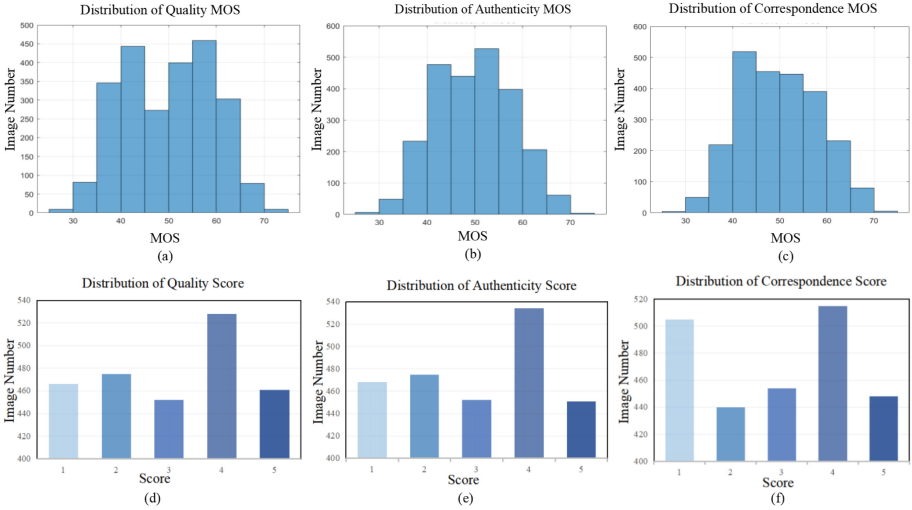 Distribution of Quality MOS
500
450
400
350
300
250
200
150
100
50
0
Image Number
30 40 50 60 70
MOS
(a)
Distribution of Authenticity MOS
600
500
400
300
200
100
0
Image Number
30 40 50 60 70
MOS
(b)
Distribution of Correspondence MOS
600
500
400
300
200
100
0
Image Number
30 40 50 60 70
MOS
(c)
Distribution of Quality Score
540
520
500
480
460
440
420
400
Image Number
1 2 3 4 5
Score
(d)
Distribution of Authenticity Score
540
520
500
480
460
440
420
400
Image Number
1 2 3 4 5
Score
(e)
Distribution of Correspondence Score
520
500
480
460
440
420
400
Image Number
1 2 3 4 5
Score
(f)